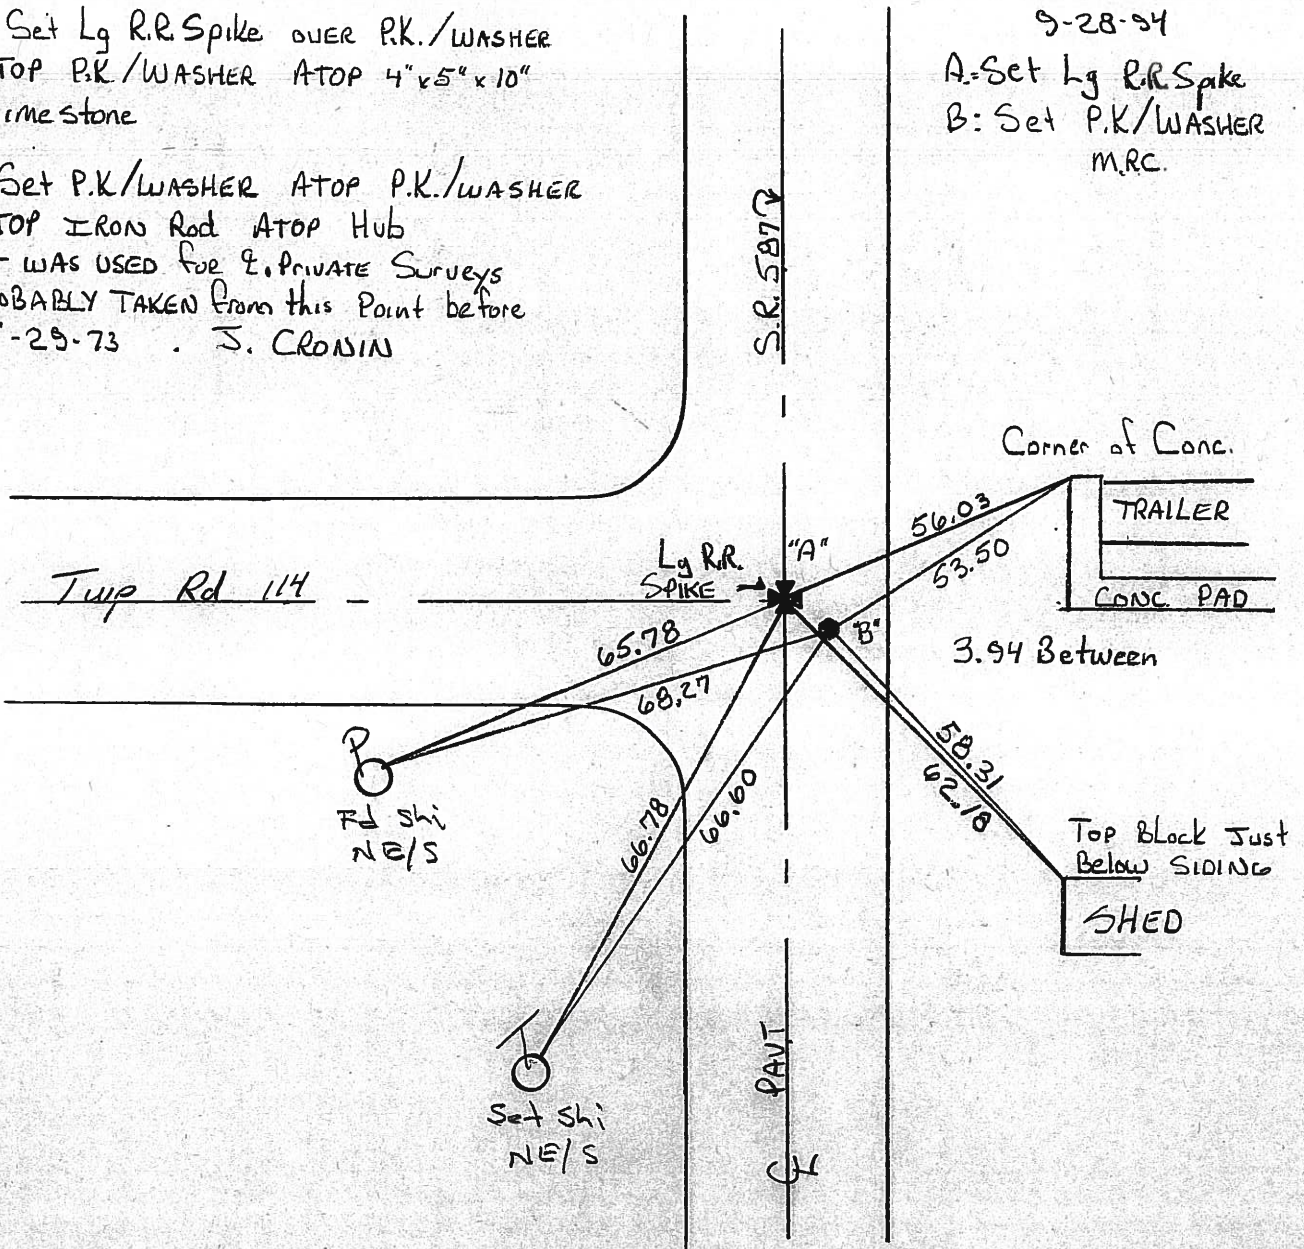 Set Lg R.R. Spike OVER P.K./WASHER
TOP P.K/WASHER ATOP 4"x5"x10"
imestone
Set P.K/WASHER ATOP P.K./WASHER
TOP IRON Rod ATOP Hub
WAS USED for ℄. PRIVATE Surveys
OBABLY TAKEN from this Point before
-29-73 . J. CRONIN
9-28-94
A:Set Lg R.R Spike
B: Set P.K/WASHER
M.R.C.
S.R. 587
Corner of Conc.
TRAILER
CONC. PAD
56.03
53.50
"A"
Lg R.R.
SPIKE
"B"
Twp Rd 114
3.94 Between
65.78
68.27
P
Fd Shi
NE/S
66.78
66.60
58.31
62.18
Top Block Just
Below SIDING
SHED
T
Set Shi
NE/S
PAVT
℄